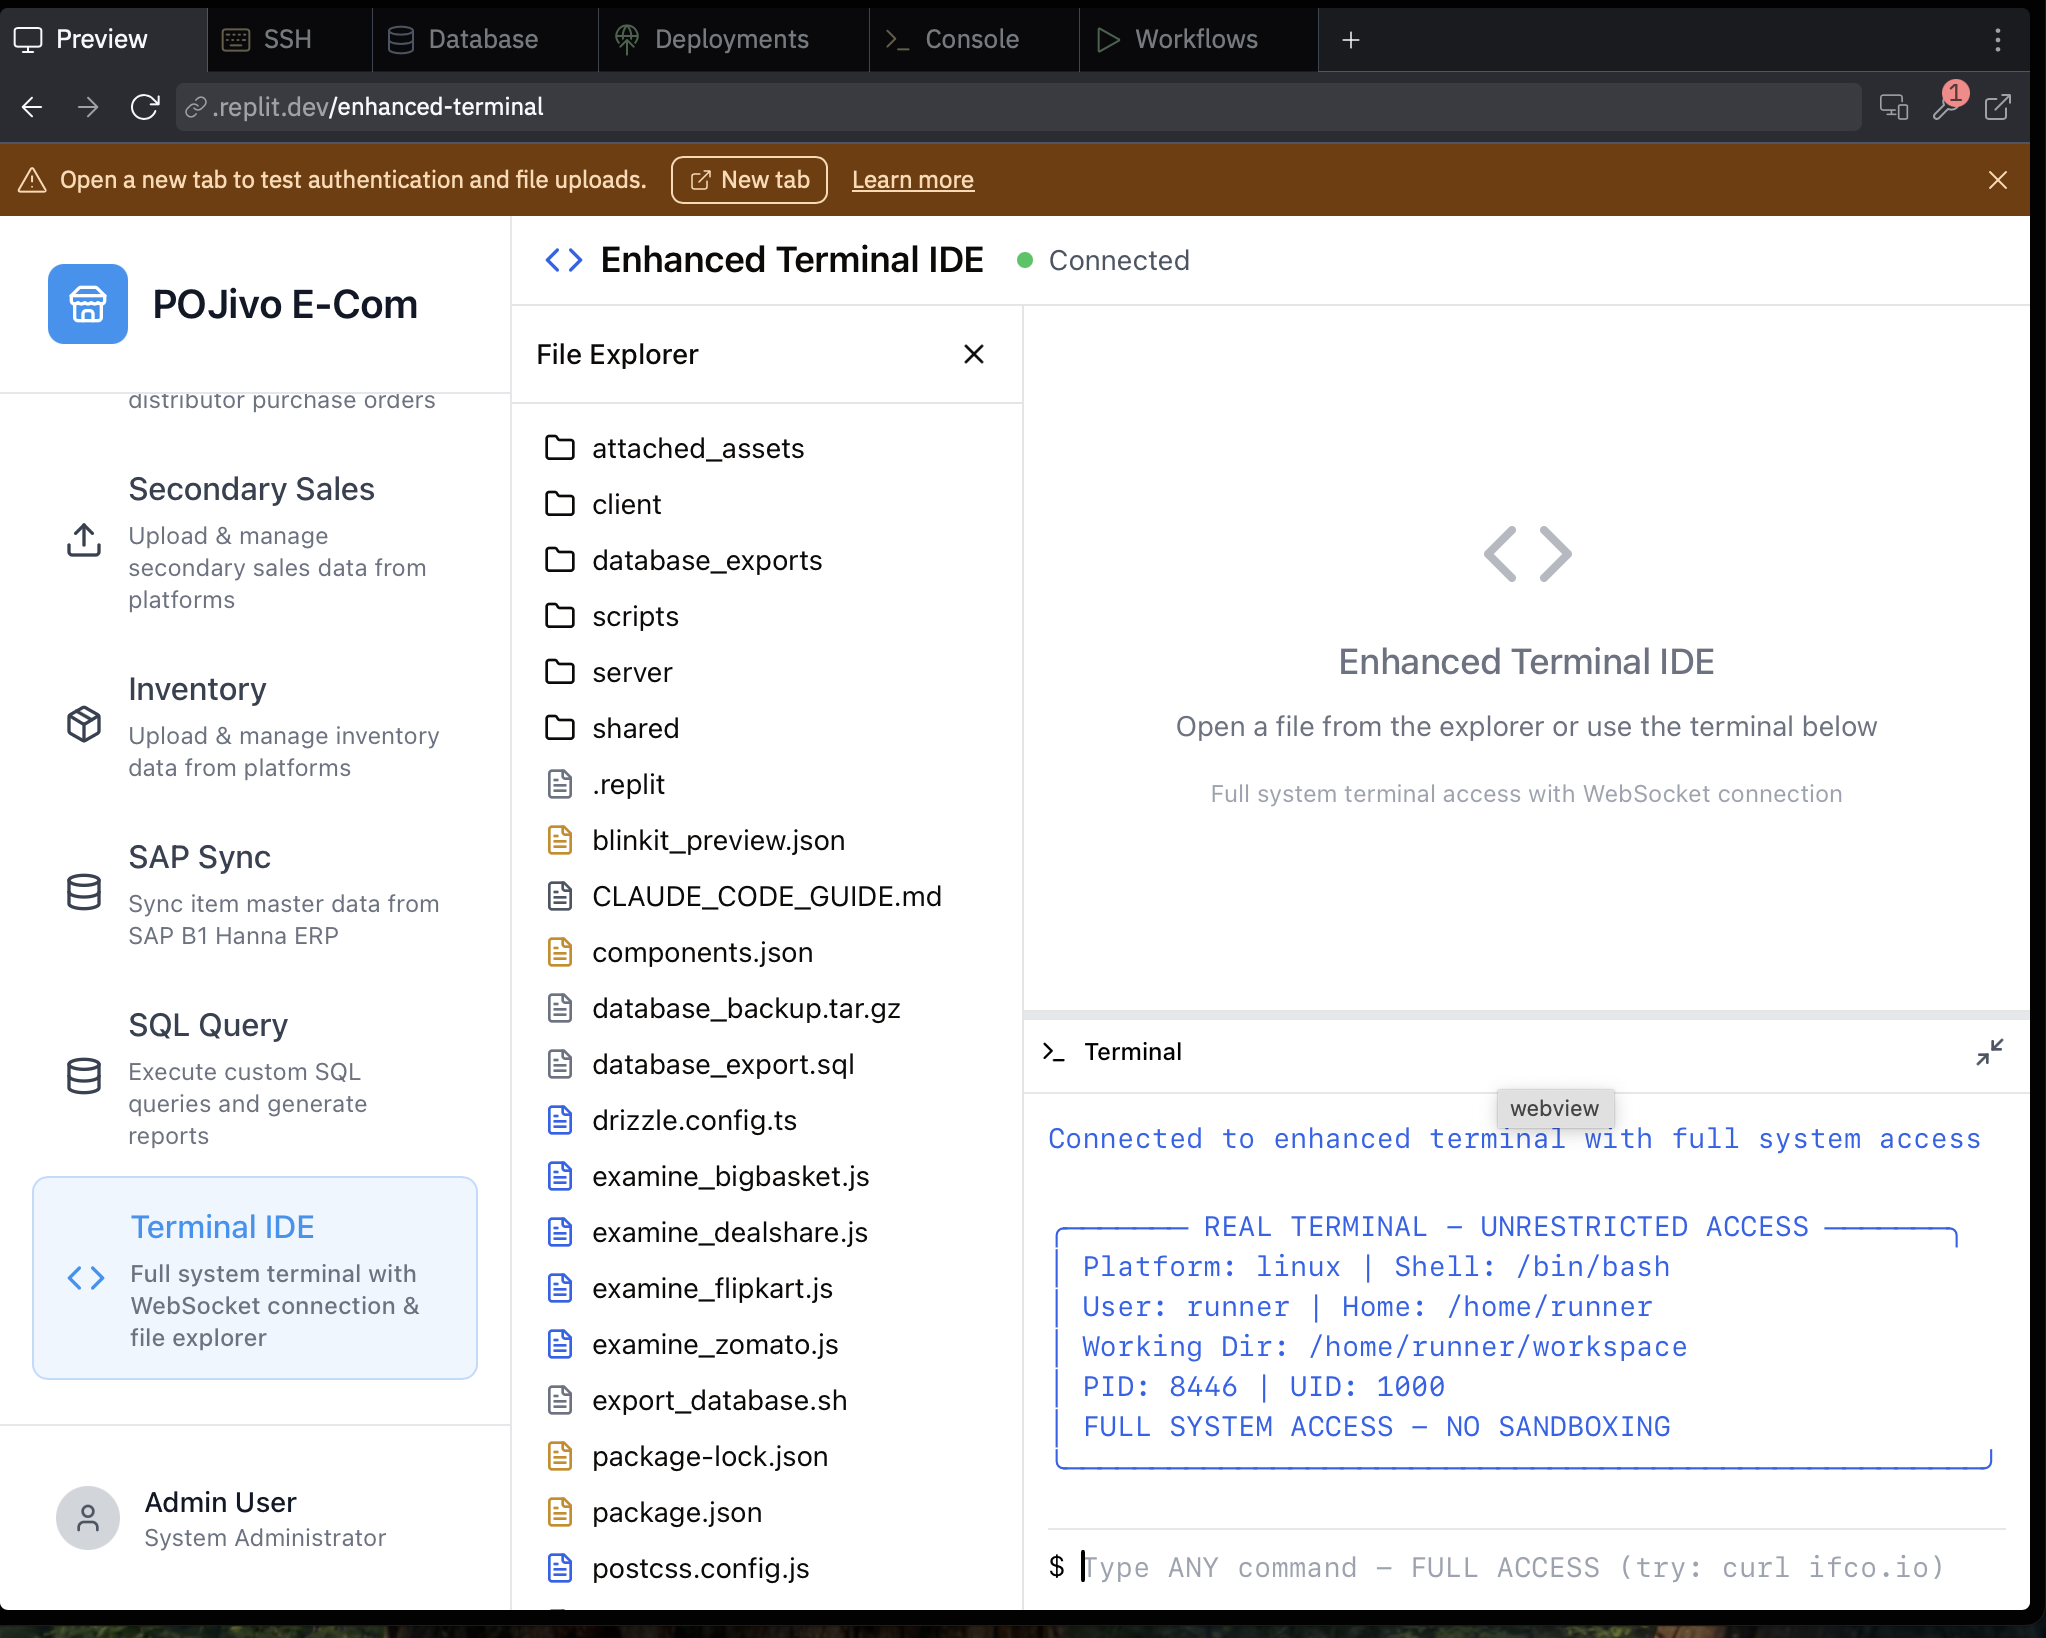 Preview
SSH
Database
Deployments
Console
Workflows
.replit.dev/enhanced-terminal
1
Open a new tab to test authentication and file uploads.
New tab
Learn more
POJivo E-Com
distributor purchase orders
Secondary Sales
Upload & manage
secondary sales data from
platforms
Inventory
Upload & manage inventory
data from platforms
SAP Sync
Sync item master data from
SAP B1 Hanna ERP
SQL Query
Execute custom SQL
queries and generate
reports
Terminal IDE
Full system terminal with
WebSocket connection &
file explorer
Admin User
System Administrator
Enhanced Terminal IDE
Connected
File Explorer
attached_assets
client
database_exports
scripts
server
shared
.replit
blinkit_preview.json
CLAUDE_CODE_GUIDE.md
components.json
database_backup.tar.gz
database_export.sql
drizzle.config.ts
examine_bigbasket.js
examine_dealshare.js
examine_flipkart.js
examine_zomato.js
export_database.sh
package-lock.json
package.json
postcss.config.js
Enhanced Terminal IDE
Open a file from the explorer or use the terminal below
Full system terminal access with WebSocket connection
>_ Terminal
webview
Connected to enhanced terminal with full system access
REAL TERMINAL – UNRESTRICTED ACCESS
Platform: linux | Shell: /bin/bash
User: runner | Home: /home/runner
Working Dir: /home/runner/workspace
PID: 8446 | UID: 1000
FULL SYSTEM ACCESS – NO SANDBOXING
$ Type ANY command – FULL ACCESS (try: curl ifco.io)